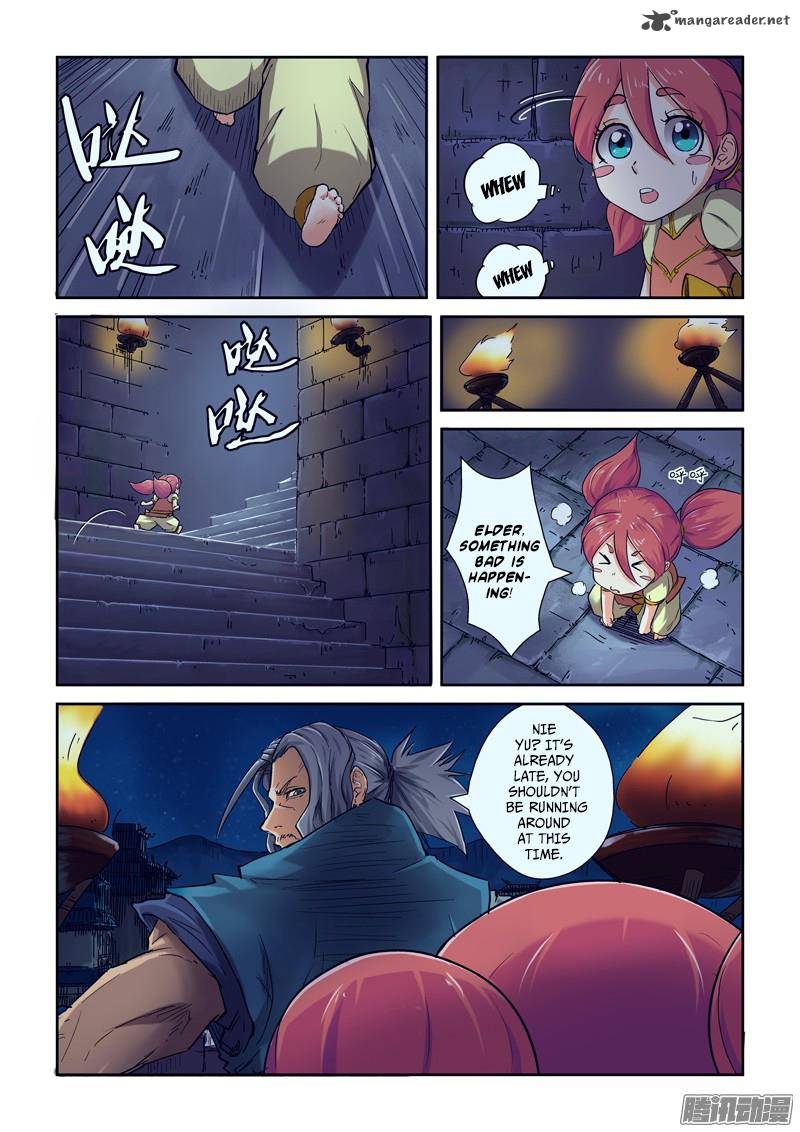 mangareader.net
哒
哒
WHEW
WHEW
哒
哒
ELDER,
SOMETHING
BAD IS
HAPPEN-
ING!
NIE
YU? IT'S
ALREADY
LATE, YOU
SHOULDN'T
BE RUNNING
AROUND
AT THIS
TIME.
腾讯动漫